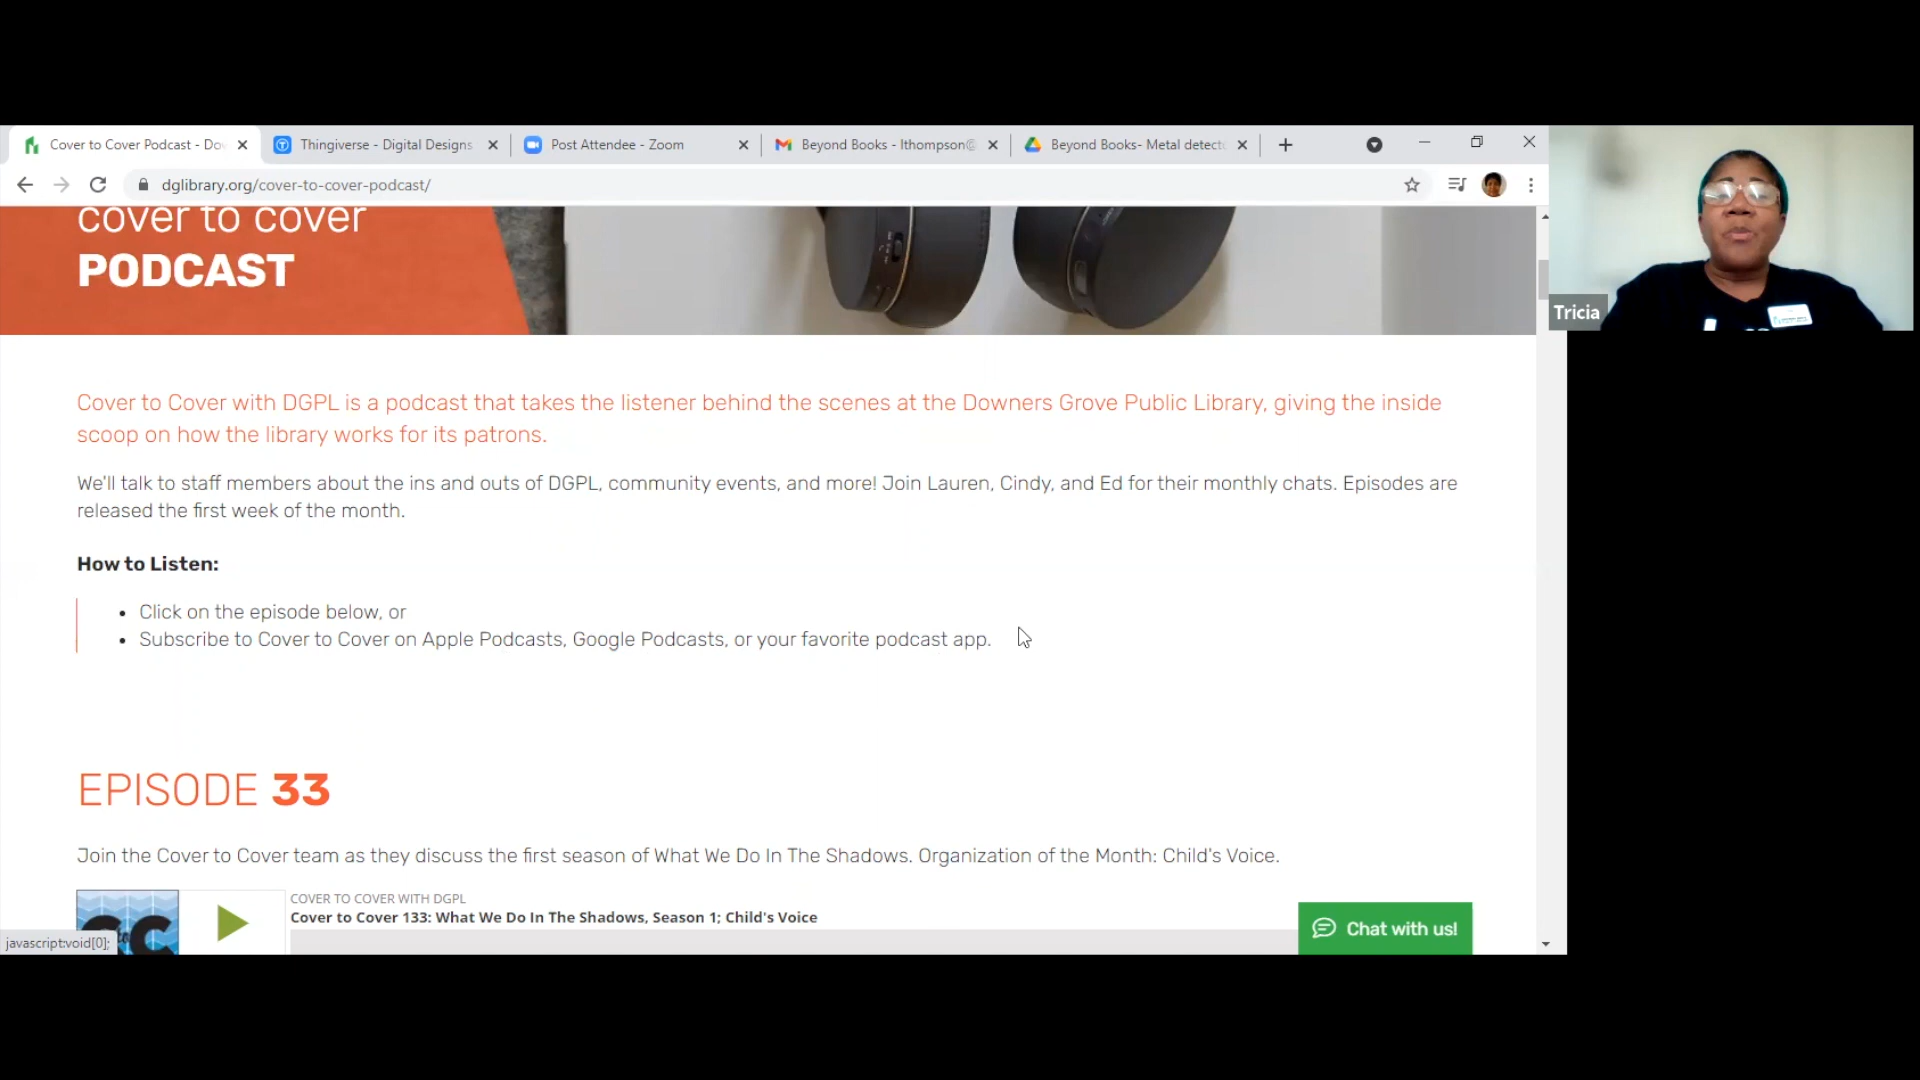 Cover to Cover Podcast - Dow
Thingiverse - Digital Designs
Post Attendee - Zoom
Beyond Books - lthompson@
Beyond Books- Metal detecto
dglibrary.org/cover-to-cover-podcast/
cover to cover
PODCAST
Tricia
Cover to Cover with DGPL is a podcast that takes the listener behind the scenes at the Downers Grove Public Library, giving the inside
scoop on how the library works for its patrons.
We'll talk to staff members about the ins and outs of DGPL, community events, and more! Join Lauren, Cindy, and Ed for their monthly chats. Episodes are
released the first week of the month.
How to Listen:
Click on the episode below, or
Subscribe to Cover to Cover on Apple Podcasts, Google Podcasts, or your favorite podcast app.
EPISODE 33
Join the Cover to Cover team as they discuss the first season of What We Do In The Shadows. Organization of the Month: Child's Voice.
COVER TO COVER WITH DGPL
Cover to Cover 133: What We Do In The Shadows, Season 1; Child's Voice
Chat with us!
javascript:void[0];